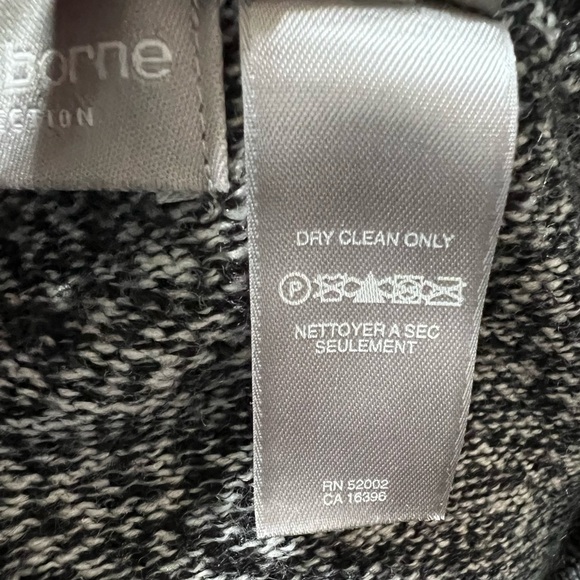 borne
ECTION
DRY CLEAN ONLY
P
NETTOYER A SEC
SEULEMENT
RN 52002
CA 16396